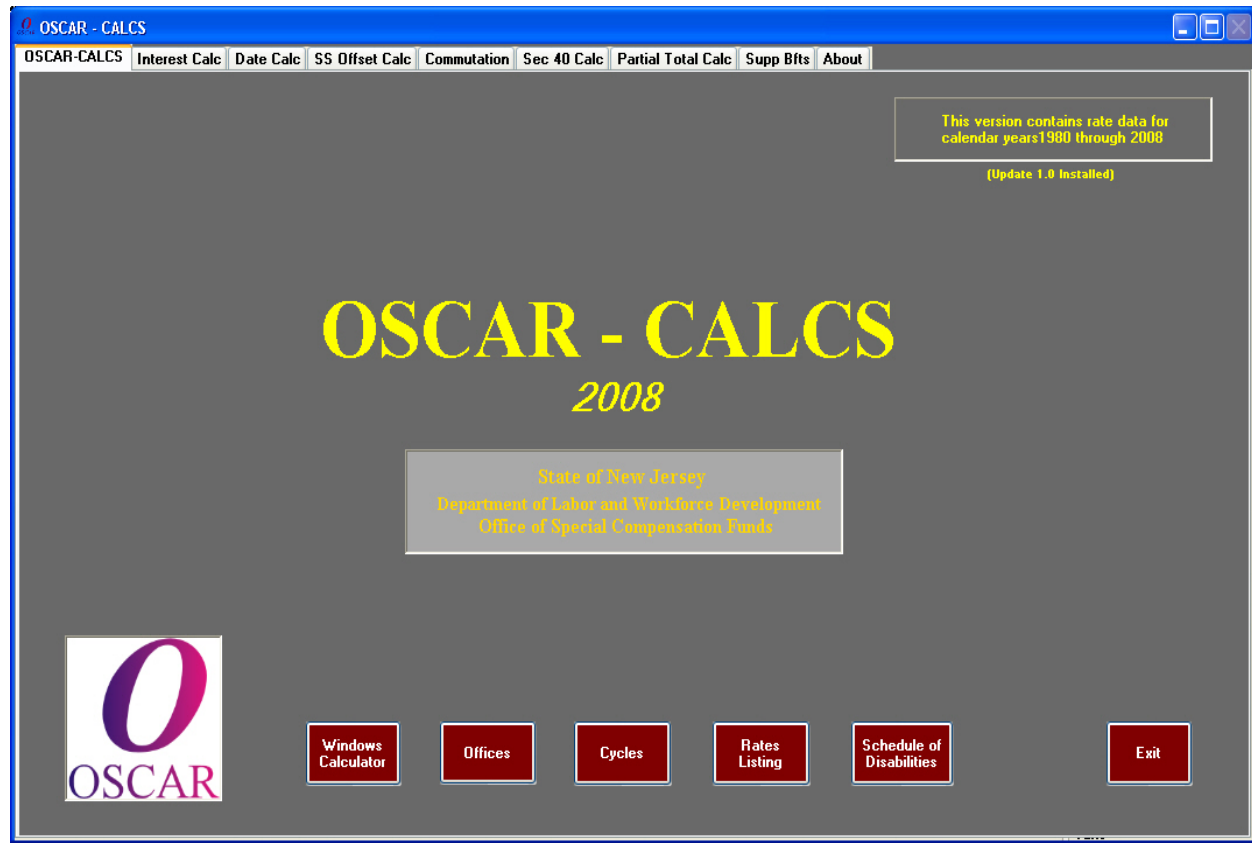 OSCAR - CALCS
OSCAR-CALCS Interest Calc Date Calc SS Offset Calc Commutation Sec 40 Calc Partial Total Calc Supp Bfts About
This version contains rate data for
calendar years1980 through 2008
(Update 1.0 Installed)
OSCAR - CALCS
2008
State of New Jersey
Department of Labor and Workforce Development
Office of Special Compensation Funds
O
OSCAR
Windows
Calculator
Offices
Cycles
Rates
Listing
Schedule of
Disabilities
Exit